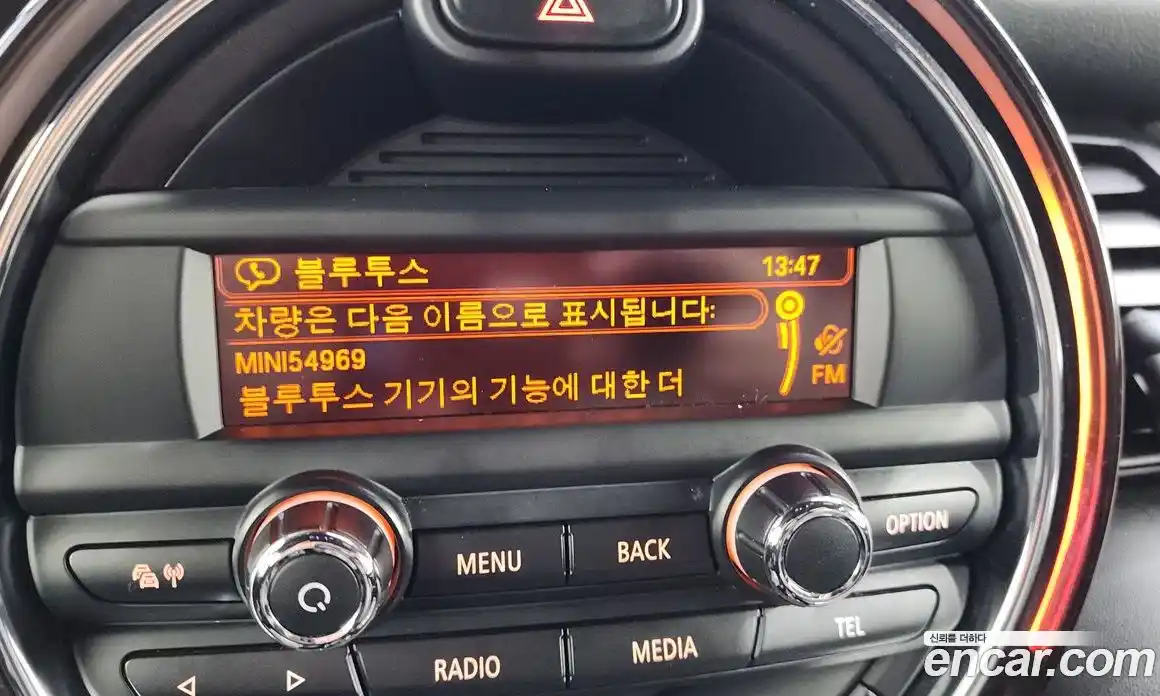 블루투스 13:47
차량은 다음 이름으로 표시됩니다:
MINI54969
블루투스 기기의 기능에 대한 더
FM
OPTION
MENU
BACK
TEL
RADIO
MEDIA
신뢰를 더하다
encar.com